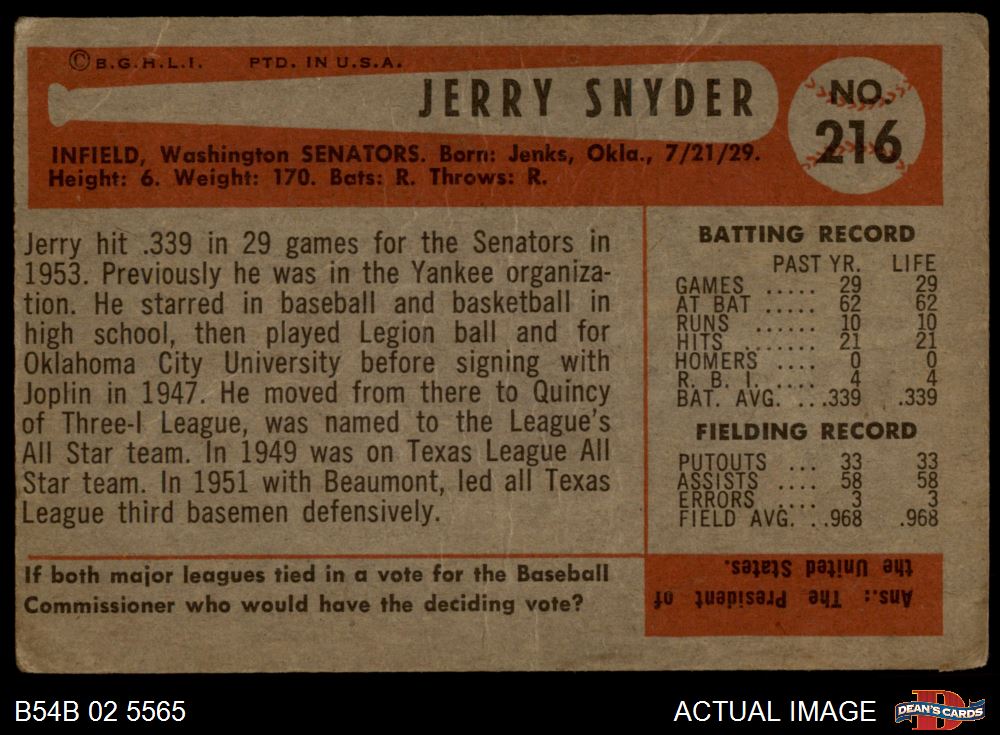 © B.G.H.L.I. PTD. IN U.S.A.
JERRY SNYDER
NO.
216
INFIELD, Washington SENATORS. Born: Jenks, Okla., 7/21/29.
Height: 6. Weight: 170. Bats: R. Throws: R.
Jerry hit .339 in 29 games for the Senators in
1953. Previously he was in the Yankee organiza-
tion. He starred in baseball and basketball in
high school, then played Legion ball and for
Oklahoma City University before signing with
Joplin in 1947. He moved from there to Quincy
of Three-I League, was named to the League's
All Star team. In 1949 was on Texas League All
Star team. In 1951 with Beaumont, led all Texas
League third basemen defensively.
BATTING RECORD
PAST YR. LIFE
GAMES ..... 29 29
AT BAT ..... 62 62
RUNS ...... 10 10
HITS ....... 21 21
HOMERS 0 0
R. B. I. .... 4 4
BAT. AVG. ...339 .339
FIELDING RECORD
PUTOUTS ... 33 33
ASSISTS .... 58 58
ERRORS .... 3 3
FIELD AVG. ..968 .968
If both major leagues tied in a vote for the Baseball
Commissioner who would have the deciding vote?
Ans.: The President of
the United States.
B54B 02 5565
ACTUAL IMAGE
DEAN'S CARDS